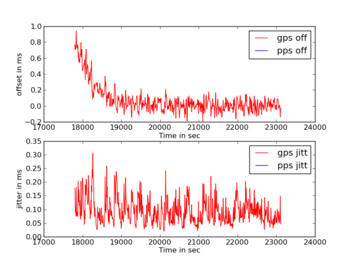 1.0
0.8
0.6
0.4
0.2
0.0
−0.2
offset in ms
gps off
pps off
17000 18000 19000 20000 21000 22000 23000 24000
Time in sec
0.35
0.30
0.25
0.20
0.15
0.10
0.05
0.00
jitter in ms
gps jitt
pps jitt
17000 18000 19000 20000 21000 22000 23000 24000
Time in sec